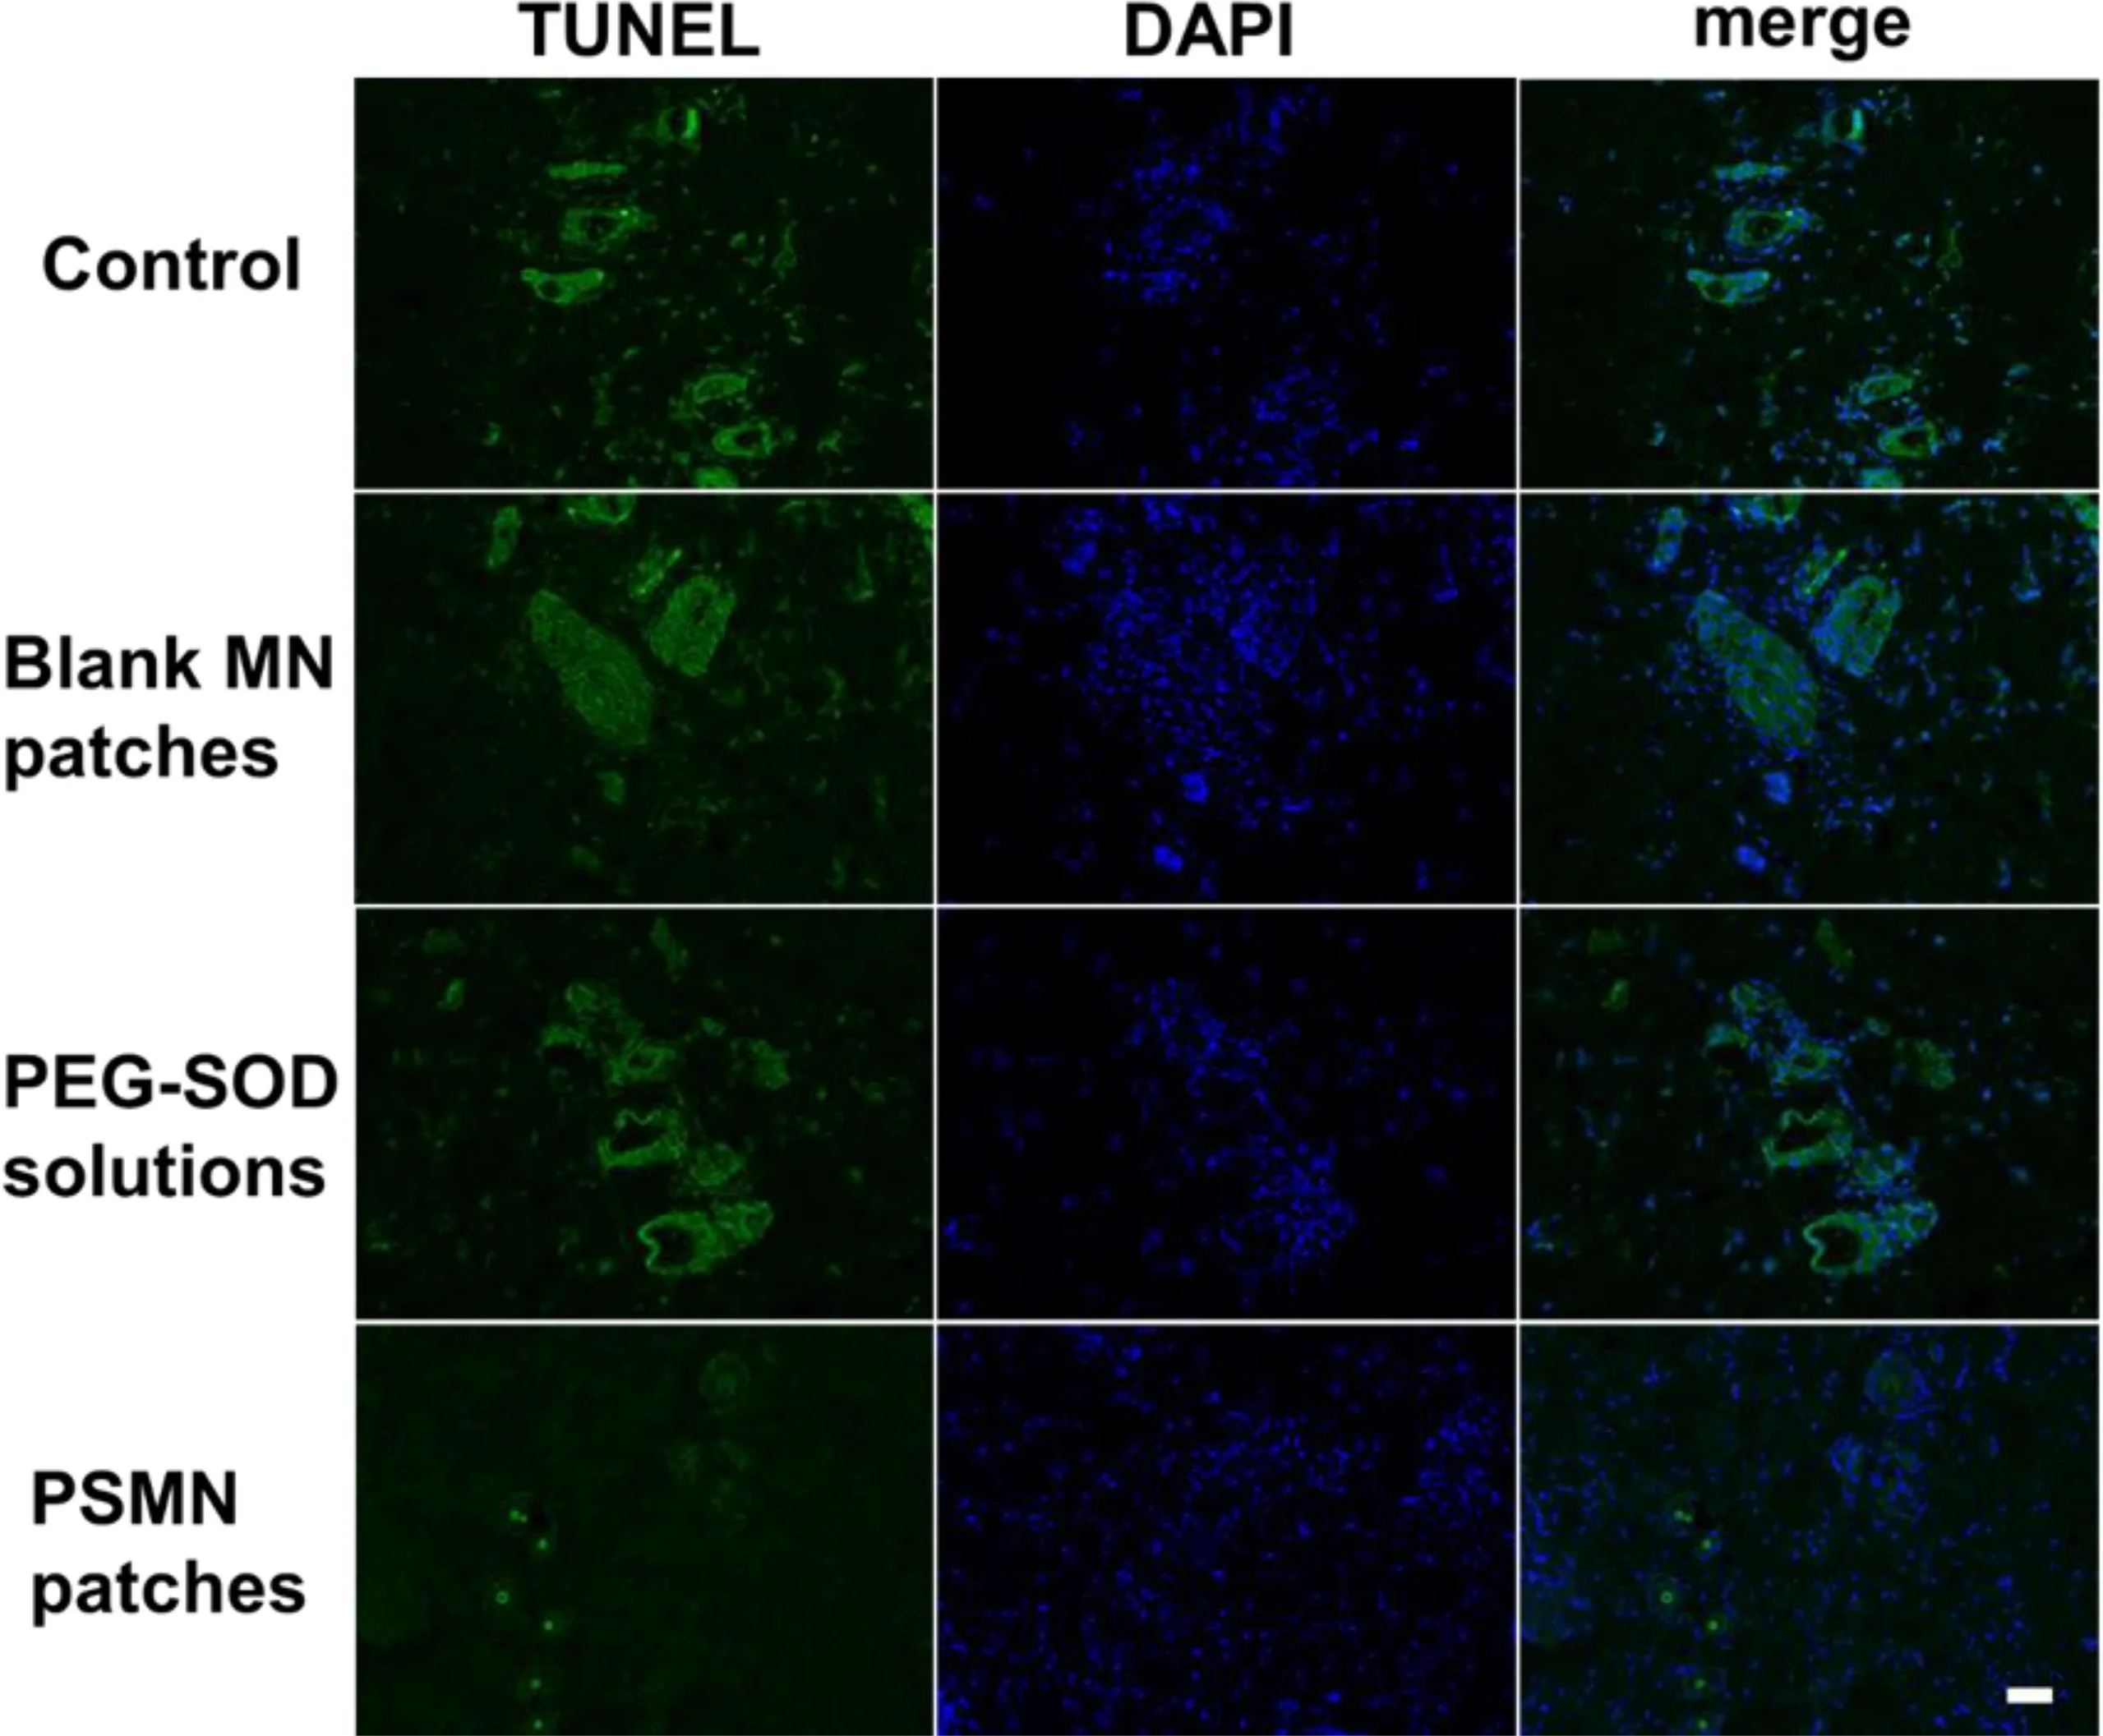 TUNEL DAPI merge
Control
Blank MN
patches
PEG-SOD
solutions
PSMN
patches